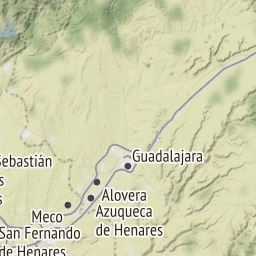 Guadalajara
Sebastián
s
s
Alovera
Meco
Azuqueca
de Henares
San Fernando
de Henares